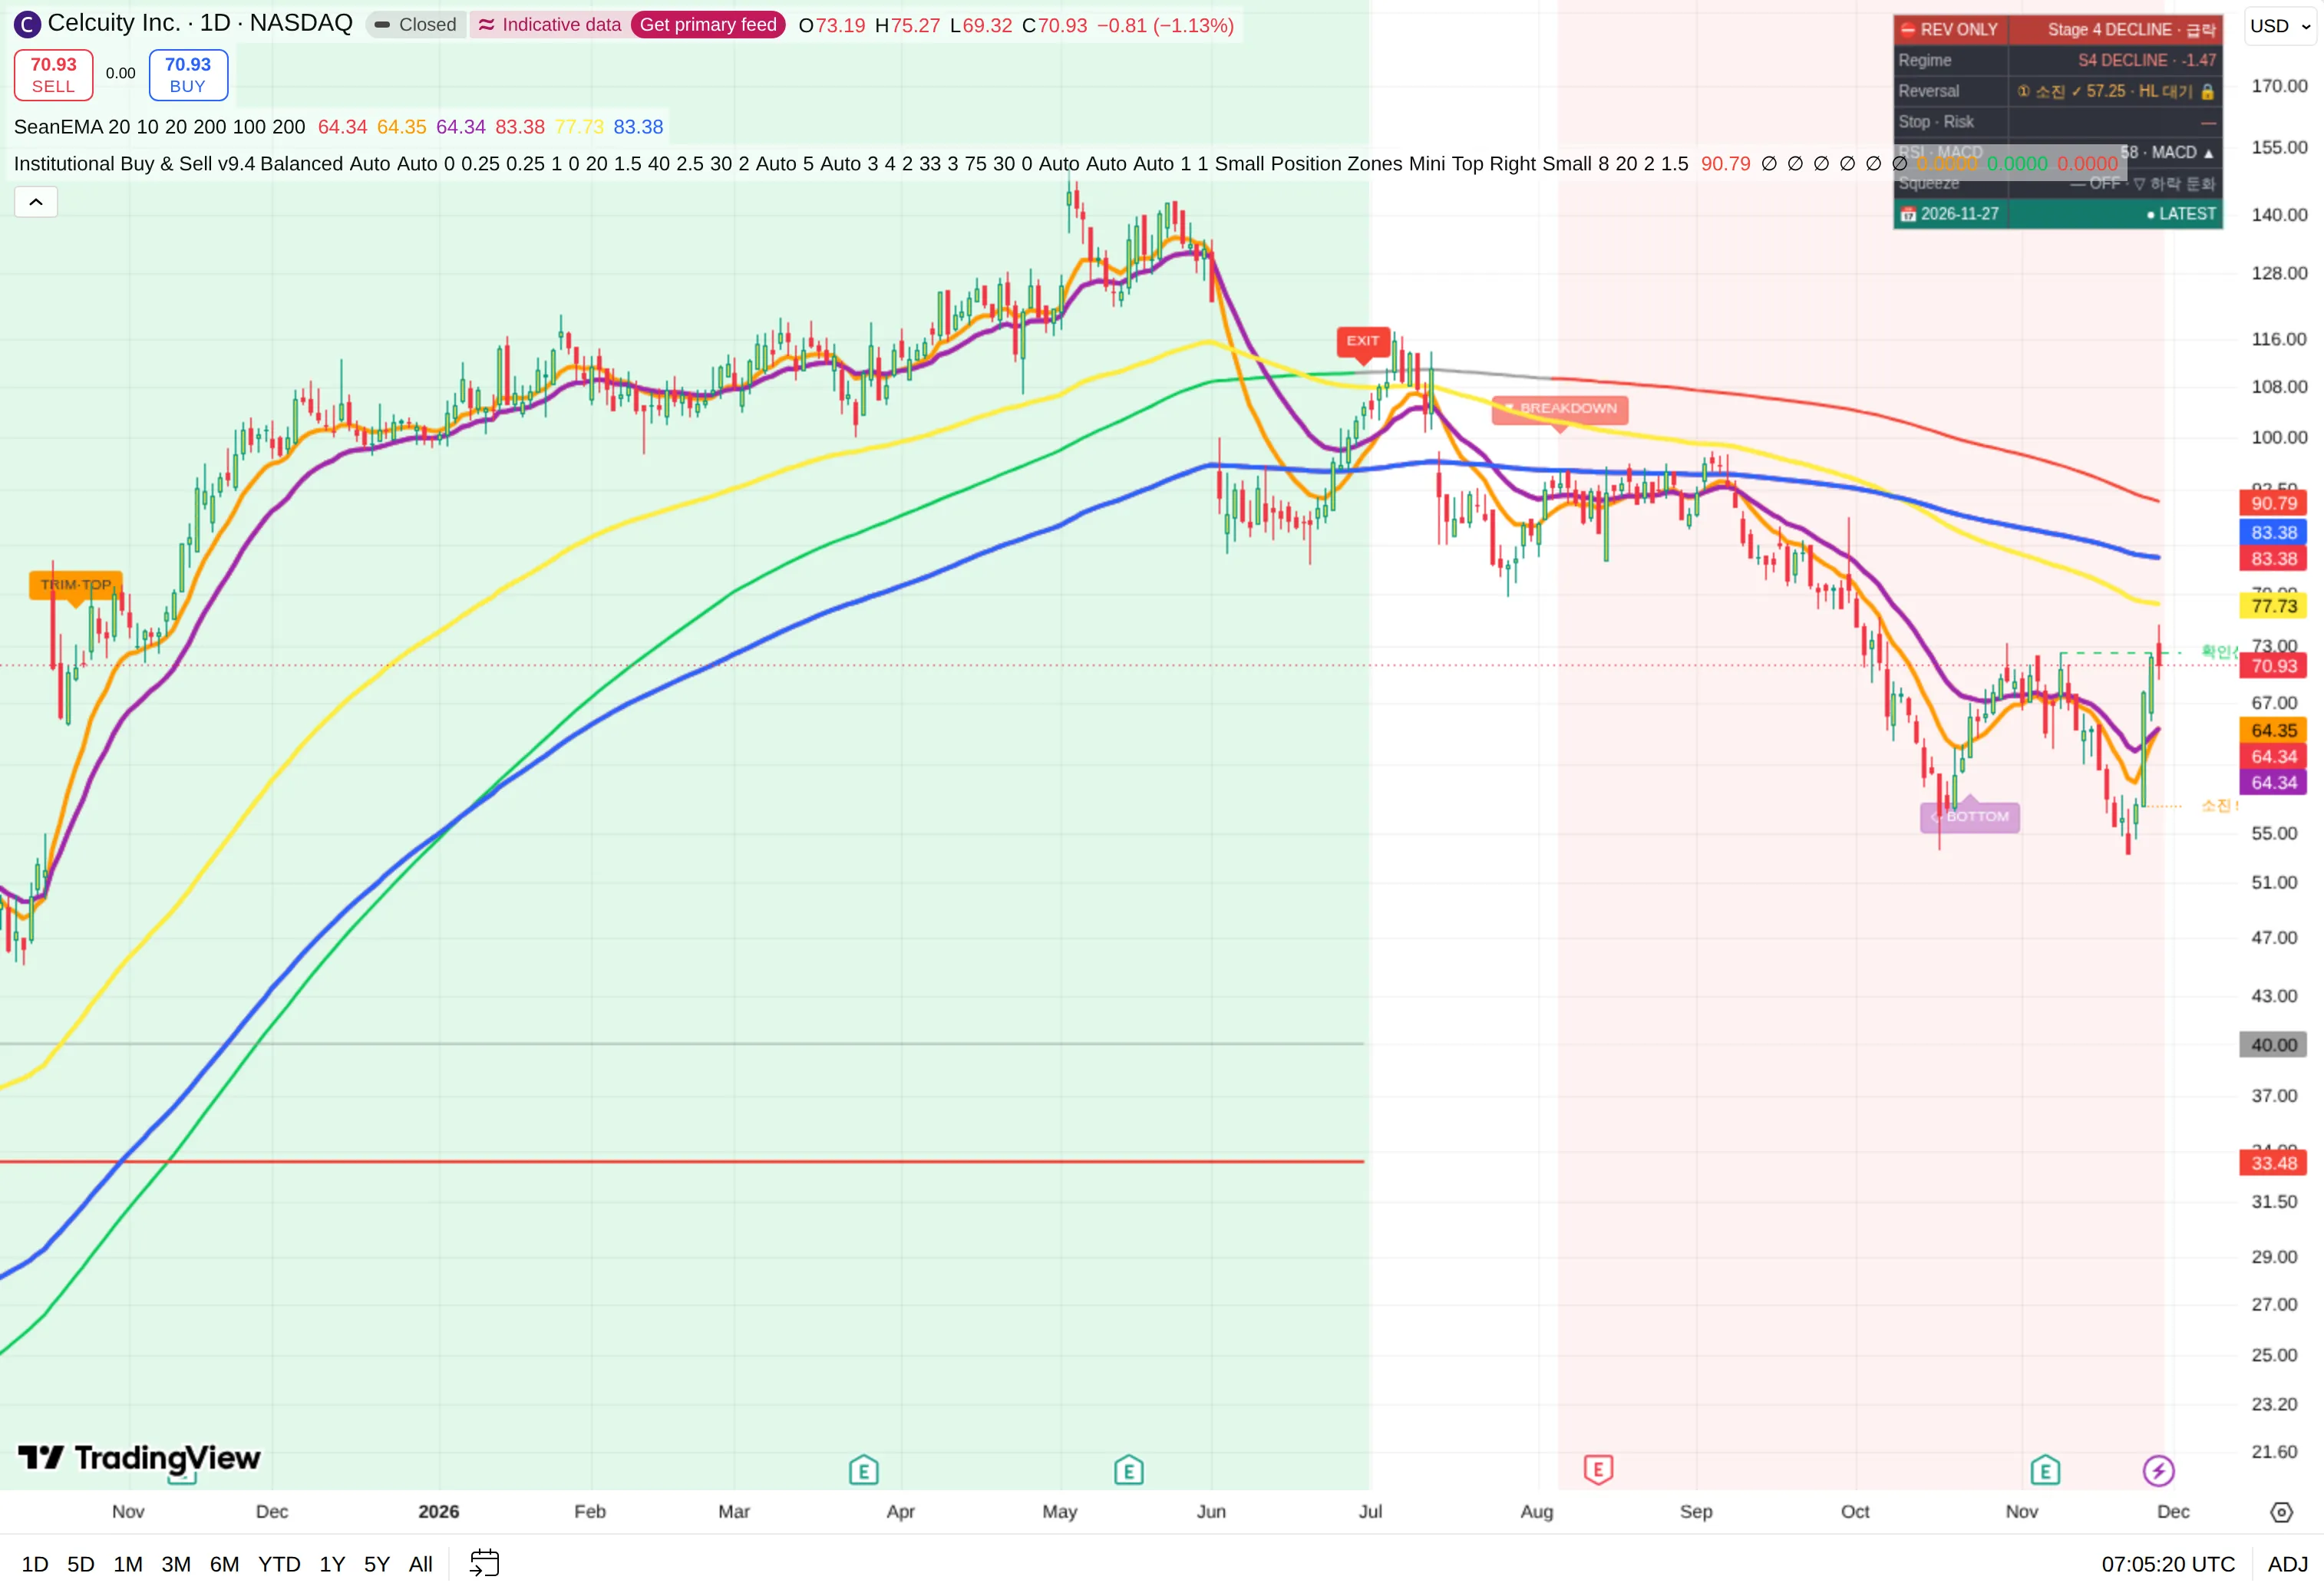 Celcuity Inc. · 1D · NASDAQ Closed Indicative data Get primary feed O73.19 H75.27 L69.32 C70.93 −0.81 (−1.13%)
70.93 SELL 0.00 70.93 BUY
SeanEMA 20 10 20 200 100 200 64.34 64.35 64.34 83.38 77.73 83.38
Institutional Buy & Sell v9.4 Balanced Auto Auto 0 0.25 0.25 1 0 20 1.5 40 2.5 30 2 Auto 5 Auto 3 4 2 33 3 75 30 0 Auto Auto Auto 1 1 Small Position Zones Mini Top Right Small 8 20 2 1.5 90.79 ∅ ∅ ∅ ∅ ∅ ∅ 0.0000 0.0000 0.0000
REV ONLY Stage 4 DECLINE · 급락
Regime S4 DECLINE · -1.47
Reversal ① 소진 ✓ 57.25 · HL 대기
Stop · Risk —
RSI · MACD 58 · MACD ▲
Squeeze — OFF · ▽ 하락 둔화
2026-11-27 ● LATEST
USD
170.00
155.00
140.00
128.00
116.00
108.00
100.00
90.79
83.38
83.38
77.73
73.00
70.93
67.00
64.35
64.34
64.34
55.00
51.00
47.00
43.00
40.00
37.00
33.48
31.50
29.00
27.00
25.00
23.20
21.60
TRIM·TOP
EXIT
BREAKDOWN
BOTTOM
TradingView
E E E E
Nov Dec 2026 Feb Mar Apr May Jun Jul Aug Sep Oct Nov Dec
1D 5D 1M 3M 6M YTD 1Y 5Y All 07:05:20 UTC ADJ